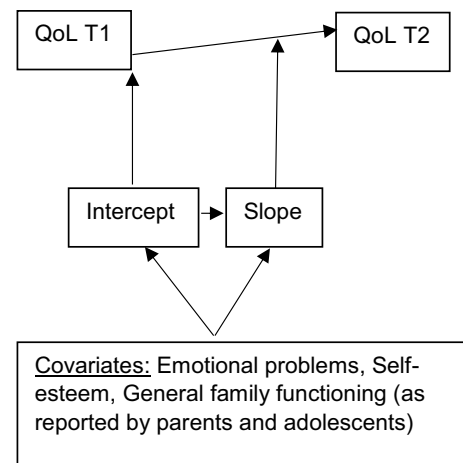 QoL T1
QoL T2
Intercept
Slope
Covariates: Emotional problems, Self-
esteem, General family functioning (as
reported by parents and adolescents)